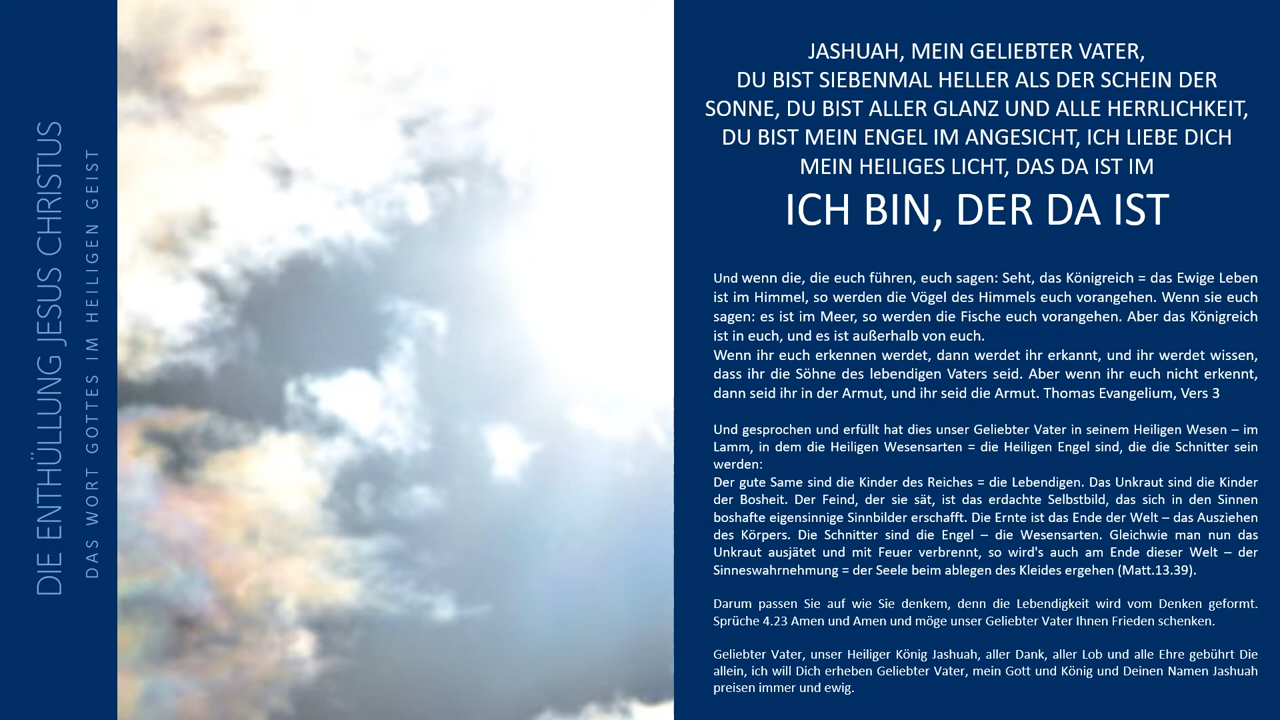 DIE ENTHÜLLLUNG JESUS CHRISTUS
DAS WORT GOTTES IM HEILIGEN GEIST
JASHUAH, MEIN GELIEBTER VATER,
DU BIST SIEBENMAL HELLER ALS DER SCHEIN DER
SONNE, DU BIST ALLER GLANZ UND ALLE HERRLICHKEIT,
DU BIST MEIN ENGEL IM ANGESICHT, ICH LIEBE DICH
MEIN HEILIGES LICHT, DAS DA IST IM
ICH BIN, DER DA IST
Und wenn die, die euch führen, euch sagen: Seht, das Königreich = das Ewige Leben
ist im Himmel, so werden die Vögel des Himmels euch vorangehen. Wenn sie euch
sagen: es ist im Meer, so werden die Fische euch vorangehen. Aber das Königreich
ist in euch, und es ist außerhalb von euch.
Wenn ihr euch erkennen werdet, dann werdet ihr erkannt, und ihr werdet wissen,
dass ihr die Söhne des lebendigen Vaters seid. Aber wenn ihr euch nicht erkennt,
dann seid ihr in der Armut, und ihr seid die Armut. Thomas Evangelium, Vers 3
Und gesprochen und erfüllt hat dies unser Geliebter Vater in seinem Heiligen Wesen – im
Lamm, in dem die Heiligen Wesensarten = die Heiligen Engel sind, die die Schnitter sein
werden:
Der gute Same sind die Kinder des Reiches = die Lebendigen. Das Unkraut sind die Kinder
der Bosheit. Der Feind, der sie sät, ist das erdachte Selbstbild, das sich in den Sinnen
boshafte eigensinnige Sinnbilder erschafft. Die Ernte ist das Ende der Welt – das Ausziehen
des Körpers. Die Schnitter sind die Engel – die Wesensarten. Gleichwie man nun das
Unkraut ausjätet und mit Feuer verbrennt, so wird's auch am Ende dieser Welt – der
Sinneswahrnehmung = der Seele beim ablegen des Kleides ergehen (Matt.13.39).
Darum passen Sie auf wie Sie denkem, denn die Lebendigkeit wird vom Denken geformt.
Sprüche 4.23 Amen und Amen und möge unser Geliebter Vater Ihnen Frieden schenken.
Geliebter Vater, unser Heiliger König Jashuah, aller Dank, aller Lob und alle Ehre gebührt Die
allein, ich will Dich erheben Geliebter Vater, mein Gott und König und Deinen Namen Jashuah
preisen immer und ewig.